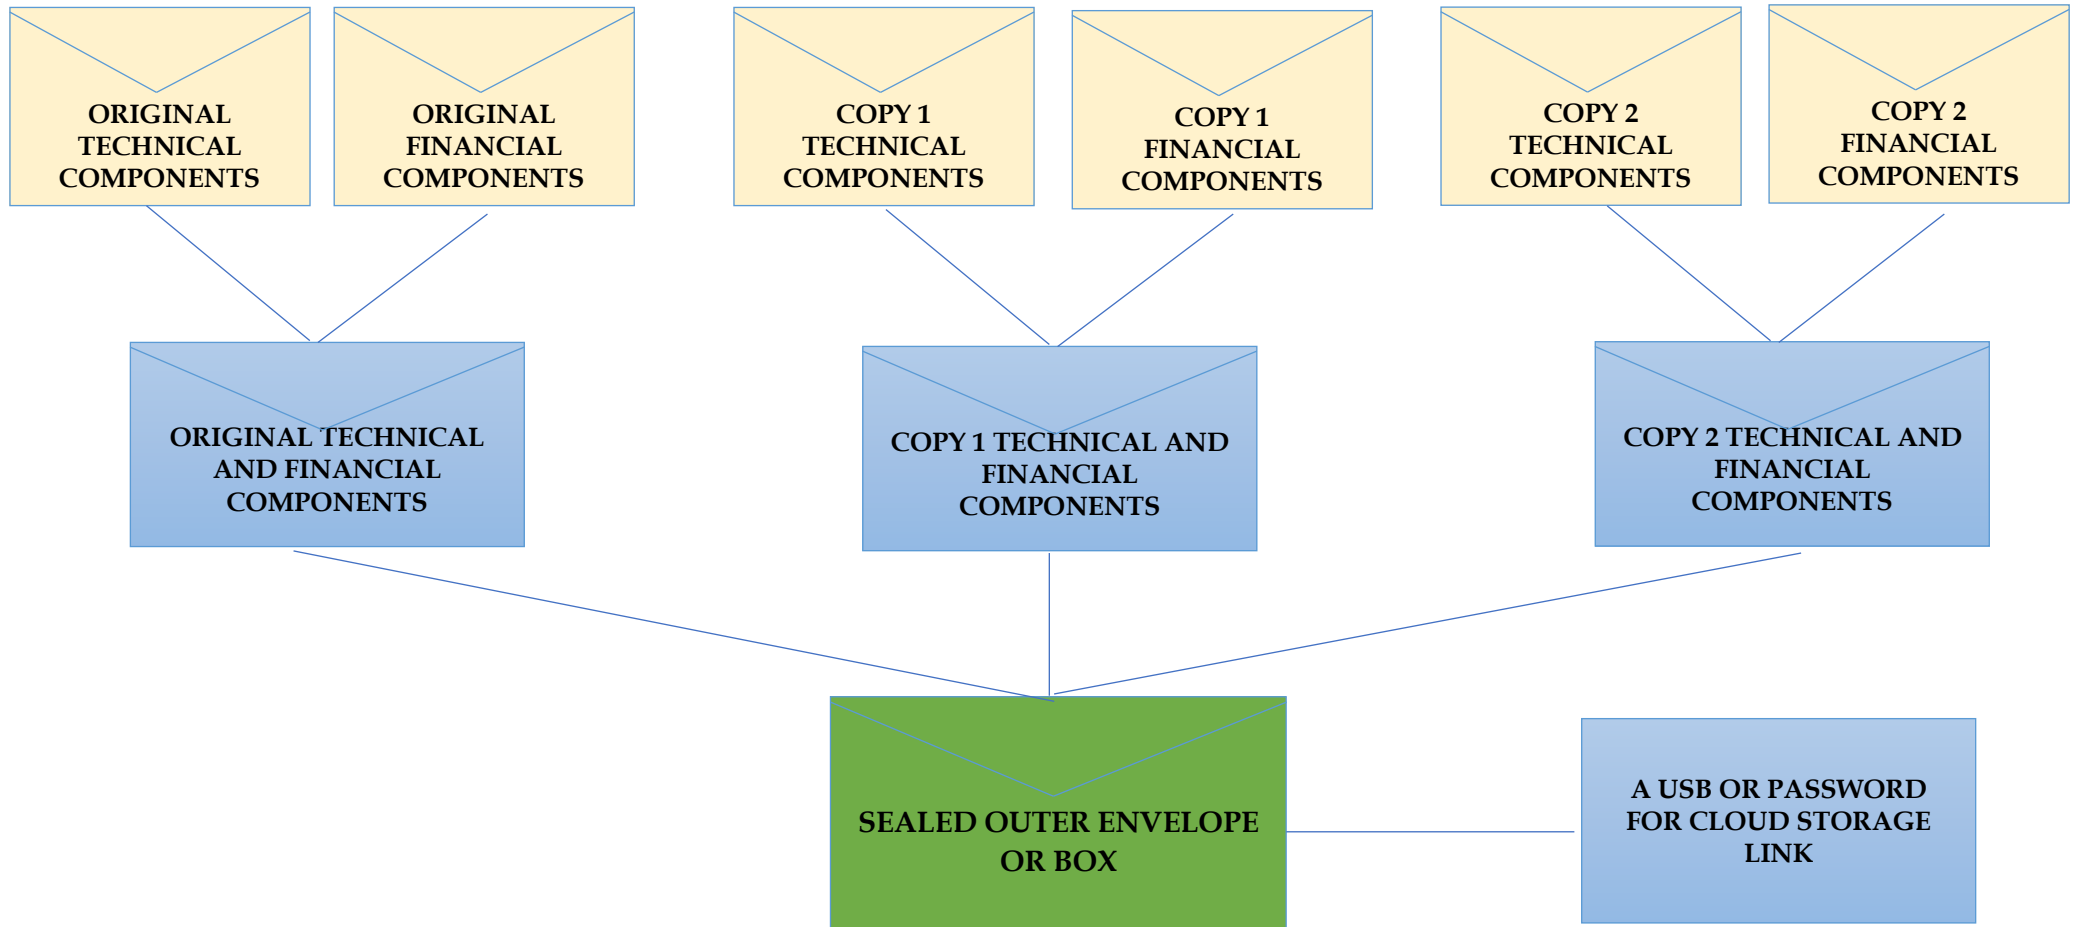 ORIGINAL
TECHNICAL
COMPONENTS
ORIGINAL
FINANCIAL
COMPONENTS
COPY 1
TECHNICAL
COMPONENTS
COPY 1
FINANCIAL
COMPONENTS
COPY 2
TECHNICAL
COMPONENTS
COPY 2
FINANCIAL
COMPONENTS
ORIGINAL TECHNICAL
AND FINANCIAL
COMPONENTS
COPY 1 TECHNICAL AND
FINANCIAL
COMPONENTS
COPY 2 TECHNICAL AND
FINANCIAL
COMPONENTS
SEALED OUTER ENVELOPE
OR BOX
A USB OR PASSWORD
FOR CLOUD STORAGE
LINK